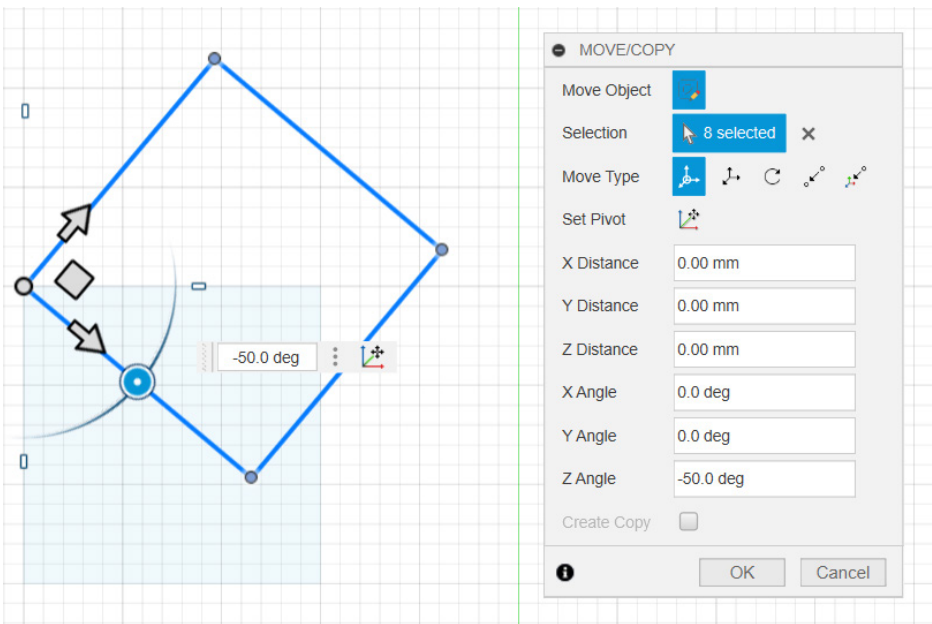 MOVE/COPY
Move Object
Selection 8 selected
Move Type
Set Pivot
X Distance 0.00 mm
Y Distance 0.00 mm
Z Distance 0.00 mm
X Angle 0.0 deg
Y Angle 0.0 deg
Z Angle -50.0 deg
Create Copy
OK Cancel
-50.0 deg